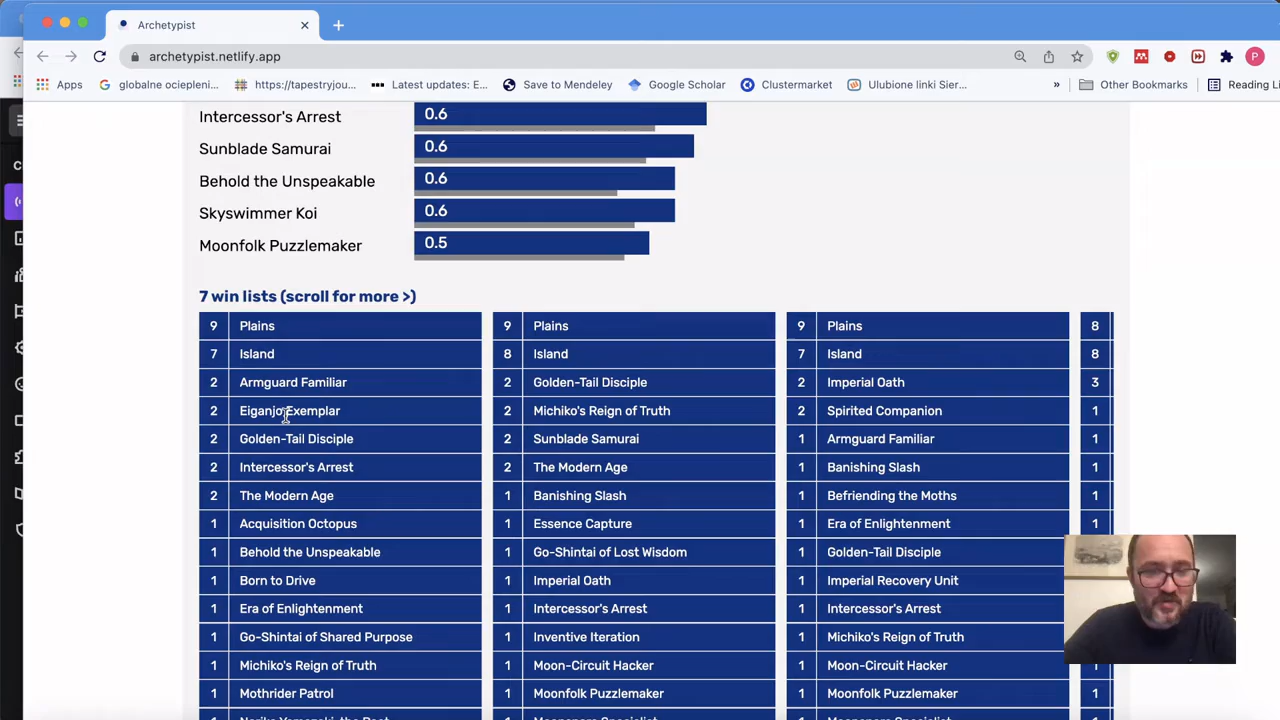 Archetypist
archetypist.netlify.app
P
Apps
globalne ociepleni...
https://tapestryjou...
Latest updates: E...
Save to Mendeley
Google Scholar
Clustermarket
Ulubione linki Sier...
»
Other Bookmarks
Reading Li
Intercessor's Arrest 0.6
Sunblade Samurai 0.6
Behold the Unspeakable 0.6
Skyswimmer Koi 0.6
Moonfolk Puzzlemaker 0.5
7 win lists (scroll for more >)
9 Plains 9 Plains 9 Plains 8
7 Island 8 Island 7 Island 8
2 Armguard Familiar 2 Golden-Tail Disciple 2 Imperial Oath 3
2 Eiganjo Exemplar 2 Michiko's Reign of Truth 2 Spirited Companion 1
2 Golden-Tail Disciple 2 Sunblade Samurai 1 Armguard Familiar 1
2 Intercessor's Arrest 2 The Modern Age 1 Banishing Slash 1
2 The Modern Age 1 Banishing Slash 1 Befriending the Moths 1
1 Acquisition Octopus 1 Essence Capture 1 Era of Enlightenment 1
1 Behold the Unspeakable 1 Go-Shintai of Lost Wisdom 1 Golden-Tail Disciple
1 Born to Drive 1 Imperial Oath 1 Imperial Recovery Unit
1 Era of Enlightenment 1 Intercessor's Arrest 1 Intercessor's Arrest
1 Go-Shintai of Shared Purpose 1 Inventive Iteration 1 Michiko's Reign of Truth
1 Michiko's Reign of Truth 1 Moon-Circuit Hacker 1 Moon-Circuit Hacker
1 Mothrider Patrol 1 Moonfolk Puzzlemaker 1 Moonfolk Puzzlemaker 1